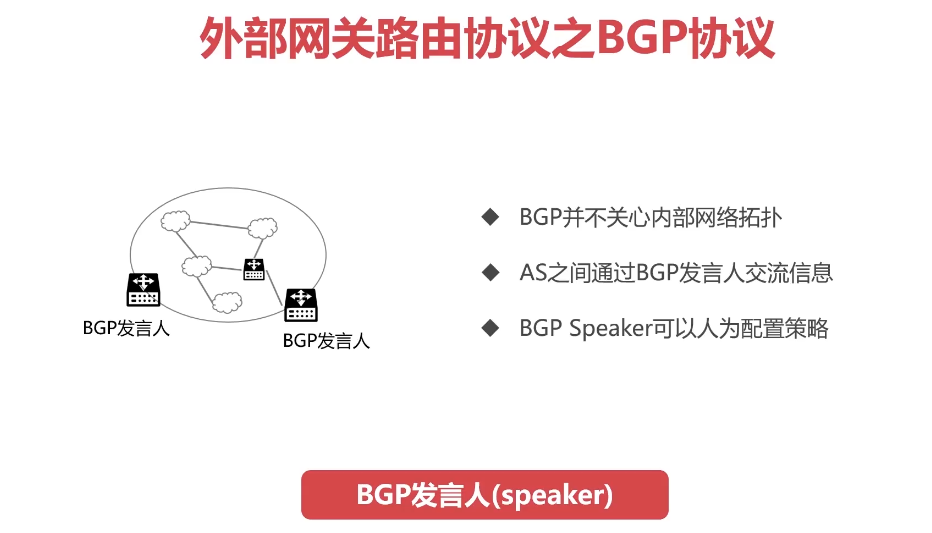 外部网关路由协议之BGP协议
BGP发言人
BGP发言人
◆ BGP并不关心内部网络拓扑
◆ AS之间通过BGP发言人交流信息
◆ BGP Speaker可以人为配置策略
BGP发言人(speaker)